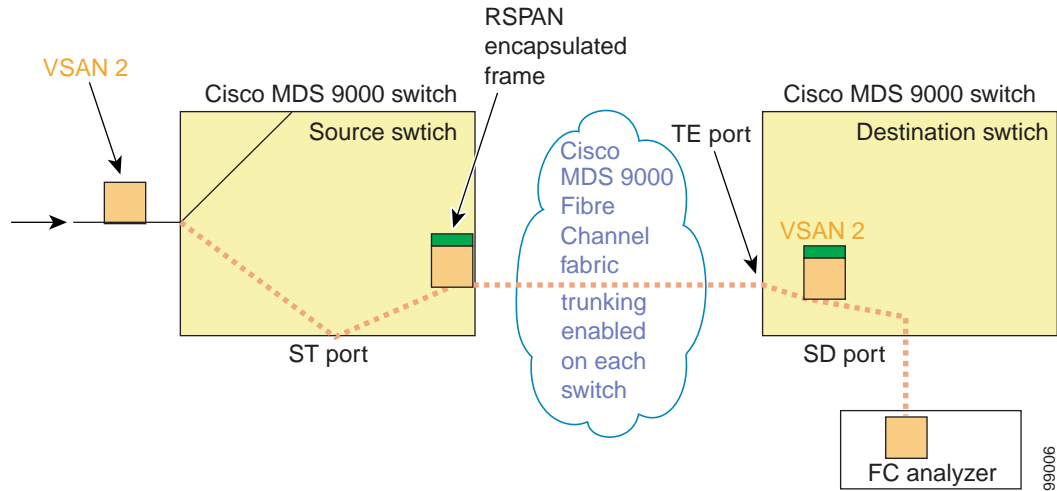 RSPAN
encapsulated
frame
VSAN 2
Cisco MDS 9000 switch
Source swtich
ST port
Cisco
MDS 9000
Fibre
Channel
fabric
trunking
enabled
on each
switch
TE port
Cisco MDS 9000 switch
Destination swtich
VSAN 2
SD port
FC analyzer
99006